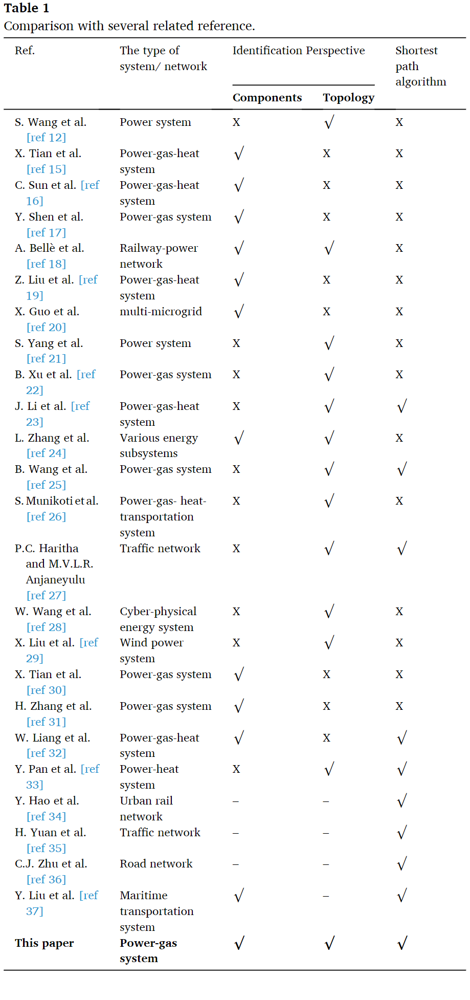 Table 1
Comparison with several related reference.
Ref. The type of system/ network Identification Perspective Shortest path algorithm
Components Topology
S. Wang et al. [ref 12] Power system X √ X
X. Tian et al. [ref 15] Power-gas-heat system √ X X
C. Sun et al. [ref 16] Power-gas-heat system √ X X
Y. Shen et al. [ref 17] Power-gas system √ X X
A. Bellè et al. [ref 18] Railway-power network √ √ X
Z. Liu et al. [ref 19] Power-gas-heat system √ X X
X. Guo et al. [ref 20] multi-microgrid √ X X
S. Yang et al. [ref 21] Power system X √ X
B. Xu et al. [ref 22] Power-gas system X √ X
J. Li et al. [ref 23] Power-gas-heat system X √ √
L. Zhang et al. [ref 24] Various energy subsystems √ √ X
B. Wang et al. [ref 25] Power-gas system X √ √
S. Munikoti et al. [ref 26] Power-gas- heat-transportation system X √ X
P.C. Haritha and M.V.L.R. Anjaneyulu [ref 27] Traffic network X √ √
W. Wang et al. [ref 28] Cyber-physical energy system X √ X
X. Liu et al. [ref 29] Wind power system X √ X
X. Tian et al. [ref 30] Power-gas system √ X X
H. Zhang et al. [ref 31] Power-gas system √ X X
W. Liang et al. [ref 32] Power-gas-heat system √ X √
Y. Pan et al. [ref 33] Power-heat system X √ √
Y. Hao et al. [ref 34] Urban rail network – – √
H. Yuan et al. [ref 35] Traffic network – – √
C.J. Zhu et al. [ref 36] Road network – – √
Y. Liu et al. [ref 37] Maritime transportation system √ – √
This paper Power-gas system √ √ √